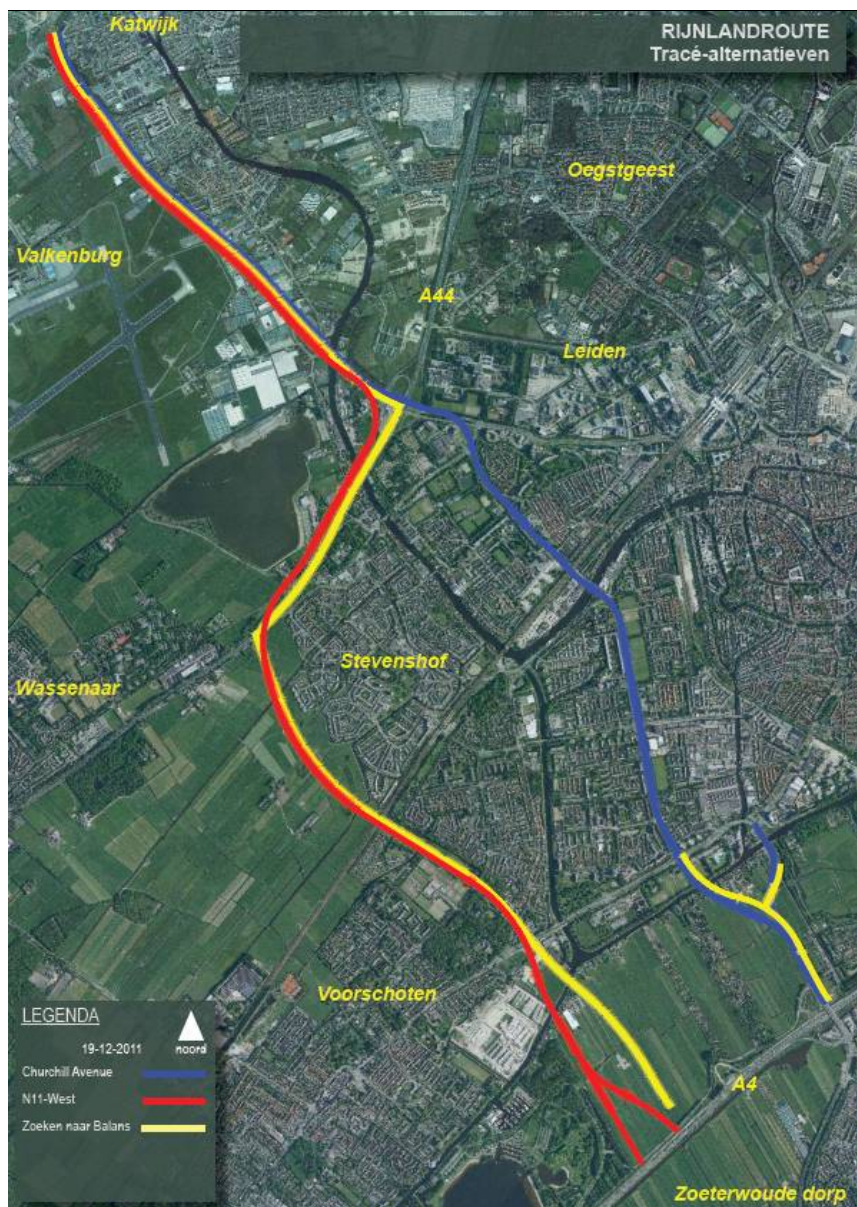 Katwijk
RIJNLANDROUTE
Tracé-alternatieven
Oegstgeest
Valkenburg
A44
Leiden
Stevenshof
Wassenaar
Voorschoten
LEGENDA
19-12-2011 noord
Churchill Avenue
N11-West
Zoeken naar Balans
A4
Zoeterwoude dorp